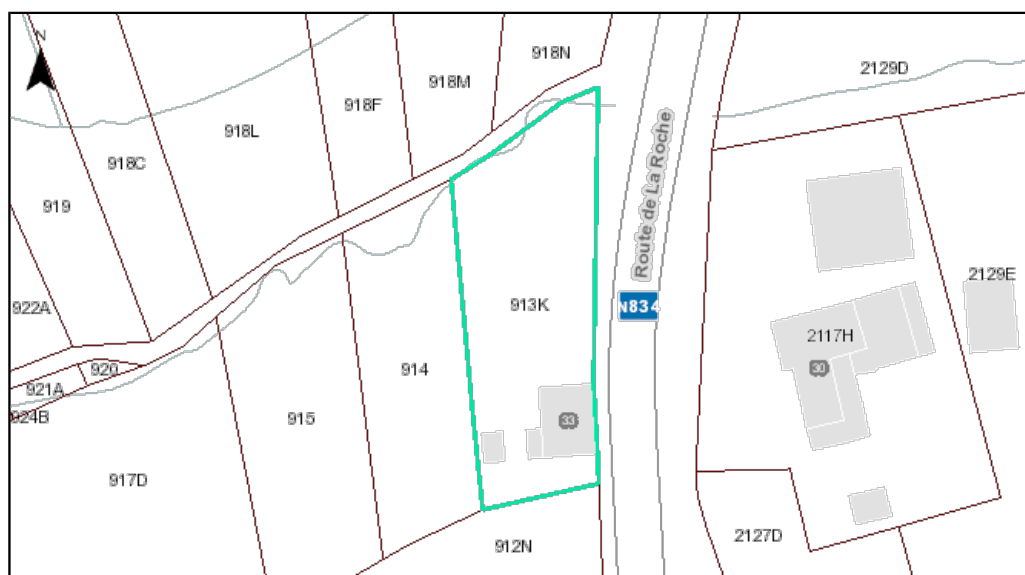 N
918N
2129D
918M
918F
918L
918C
Route de La Roche
919
2129E
922A
913K
N834
2117H
920
914
30
921A
924B
915
33
917D
912N
2127D